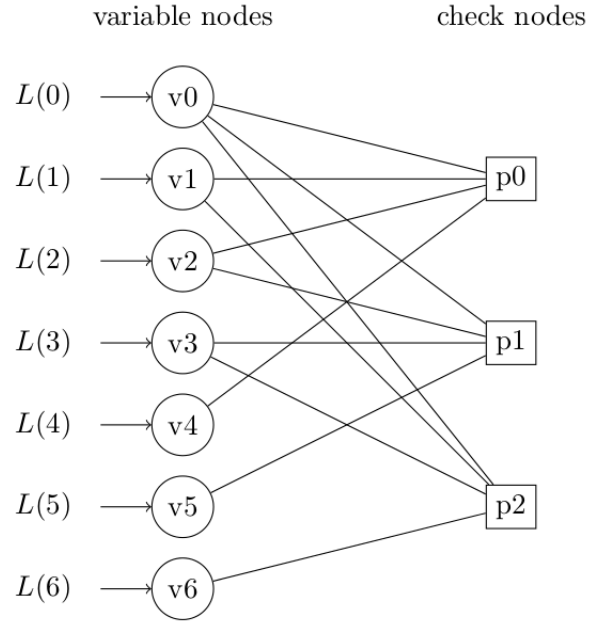 variable nodes check nodes
L(0) v0
p0
L(1) v1
L(2) v2
L(3) v3 p1
L(4) v4
L(5) v5 p2
L(6) v6